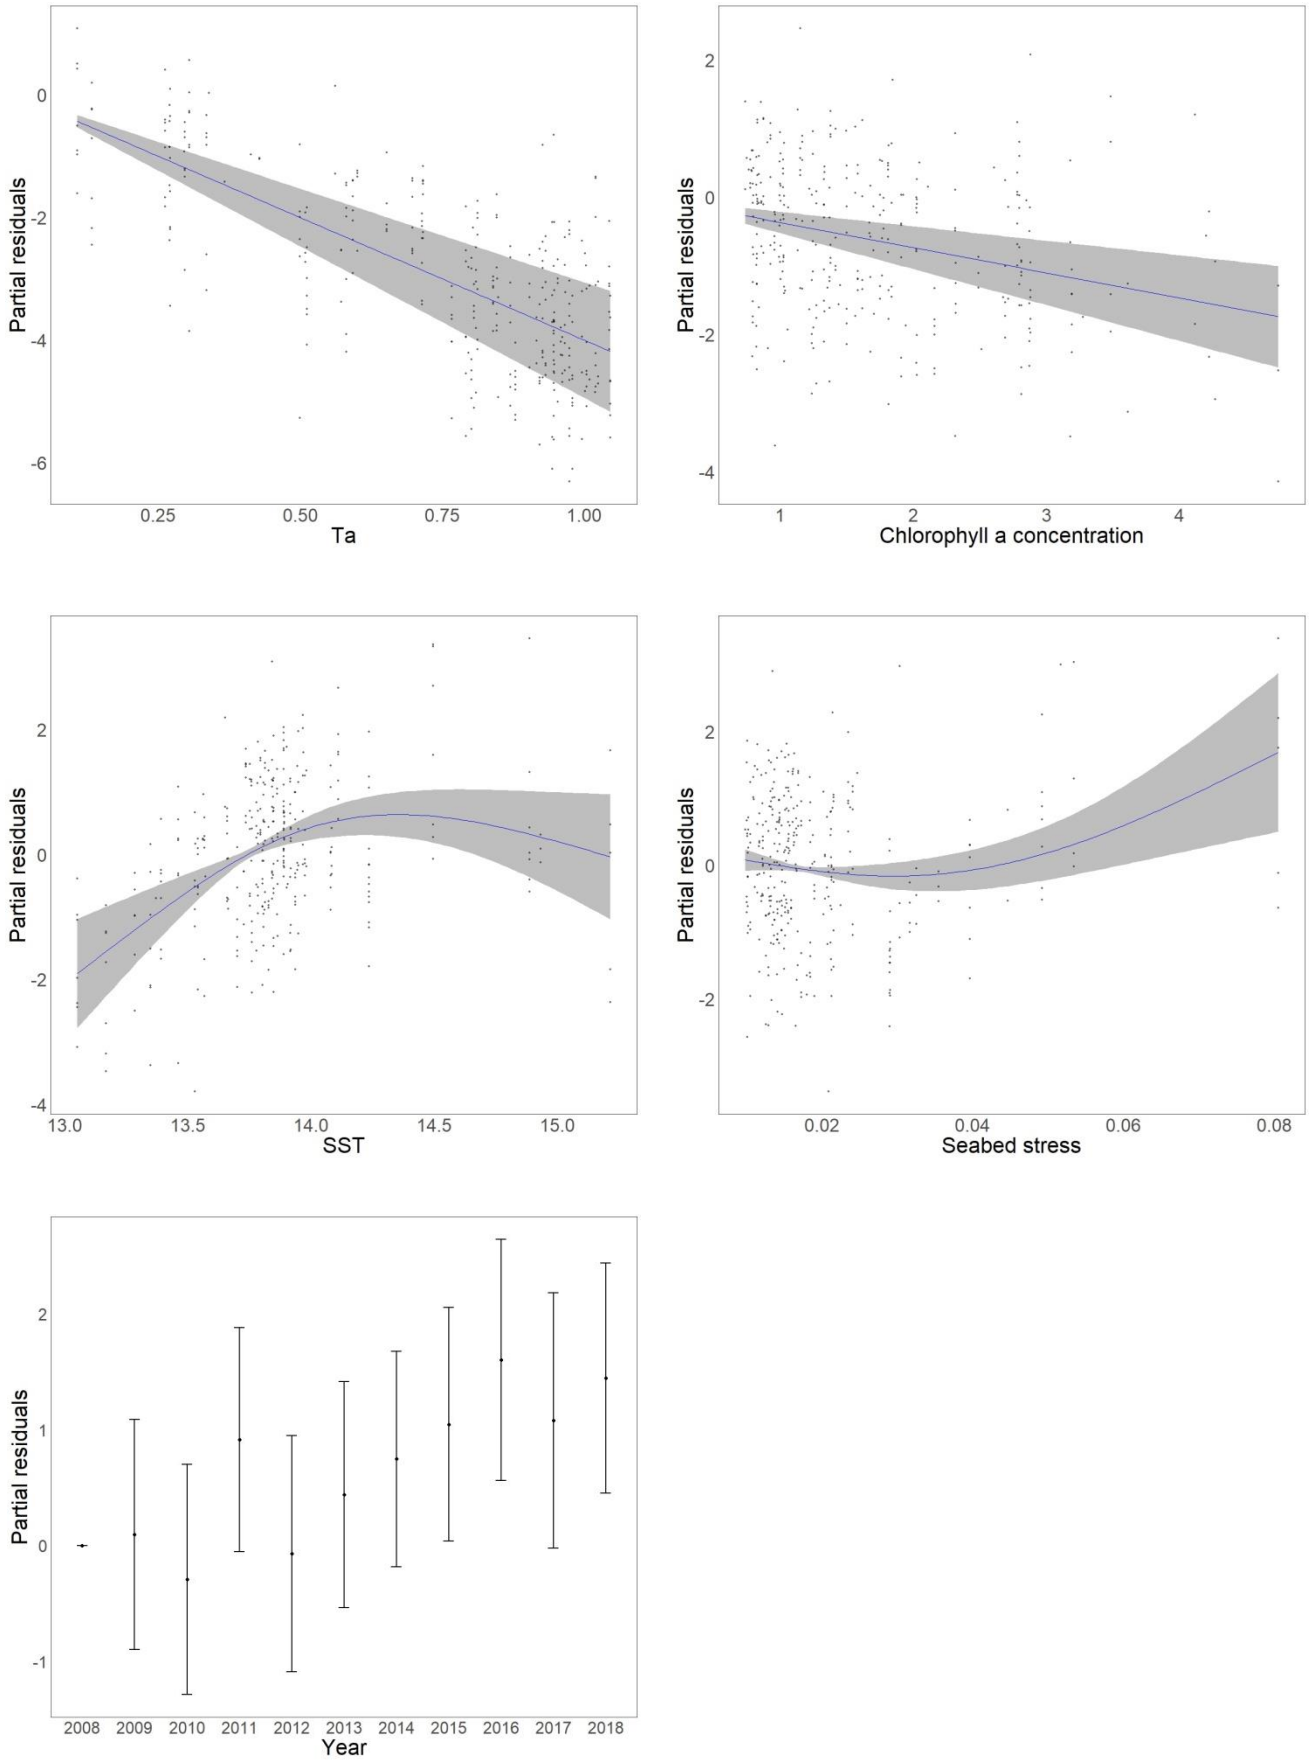 Partial residuals
0
-2
-4
-6
0.25 0.50 0.75 1.00
Ta
Partial residuals
2
0
-2
-4
1 2 3 4
Chlorophyll a concentration
Partial residuals
2
0
-2
-4
13.0 13.5 14.0 14.5 15.0
SST
Partial residuals
2
0
-2
0.02 0.04 0.06 0.08
Seabed stress
Partial residuals
2
1
0
-1
2008 2009 2010 2011 2012 2013 2014 2015 2016 2017 2018
Year